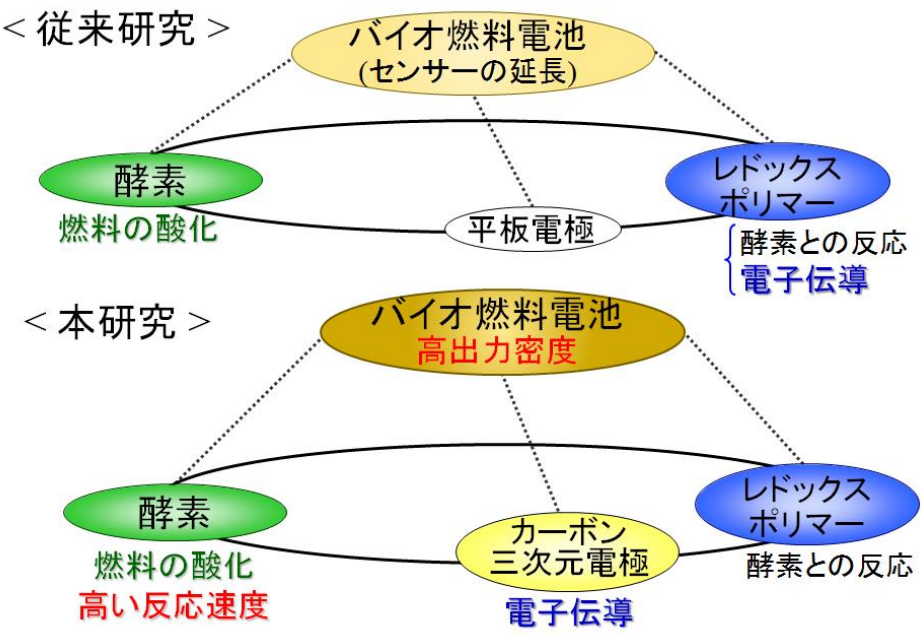 < 従来研究 >
バイオ燃料電池
(センサーの延長)
酵素
燃料の酸化
平板電極
レドックス
ポリマー
酵素との反応
電子伝導
< 本研究 >
バイオ燃料電池
高出力密度
酵素
燃料の酸化
高い反応速度
カーボン
三次元電極
電子伝導
レドックス
ポリマー
酵素との反応